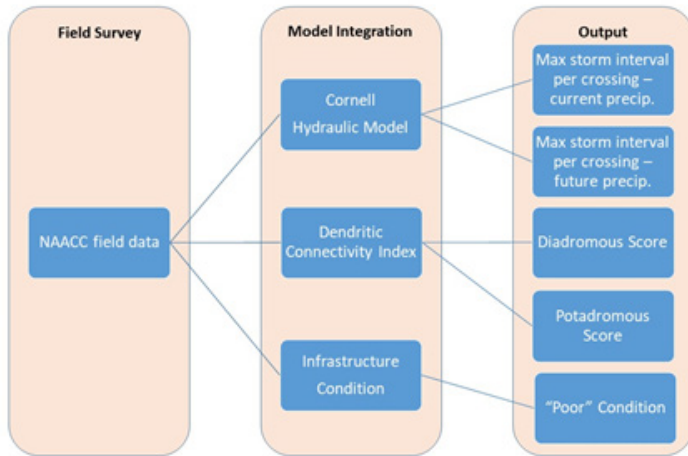 Field Survey
NAACC field data
Model Integration
Cornell
Hydraulic Model
Dendritic
Connectivity Index
Infrastructure
Condition
Output
Max storm interval
per crossing –
current precip.
Max storm interval
per crossing –
future precip.
Diadromous Score
Potadromous
Score
“Poor” Condition